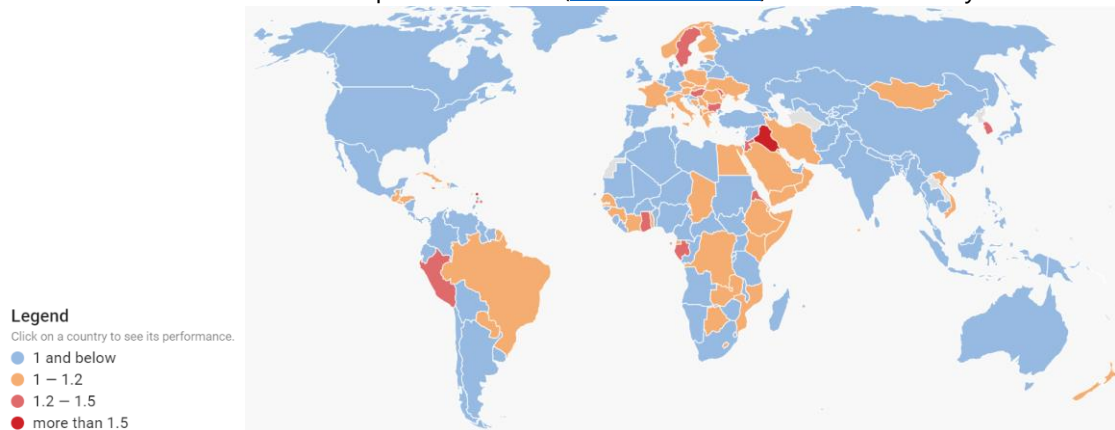 Legend
Click on a country to see its performance.
1 and below
1 – 1.2
1.2 – 1.5
more than 1.5